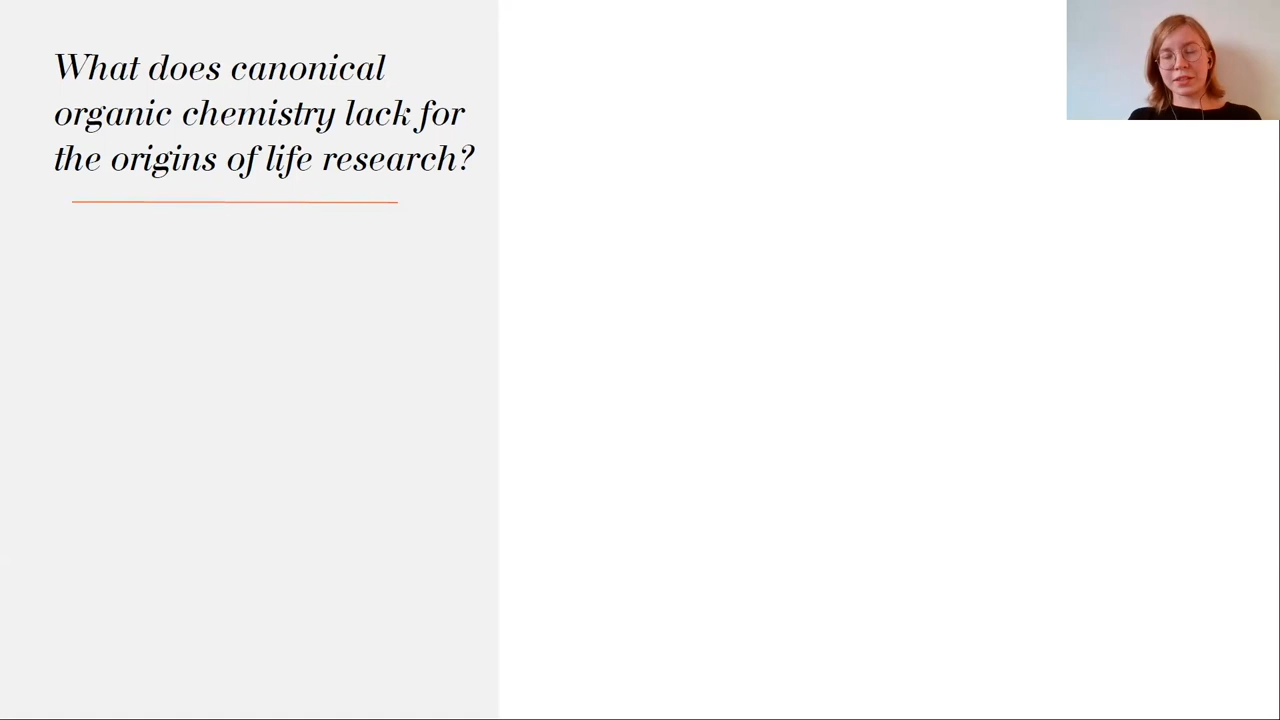 What does canonical
organic chemistry lack for
the origins of life research?